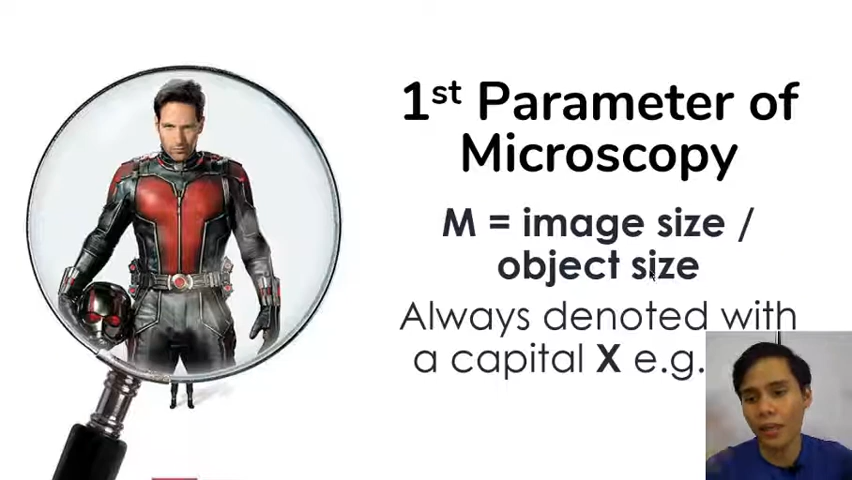 1st Parameter of
Microscopy
M = image size /
object size
Always denoted with
a capital X e.g.